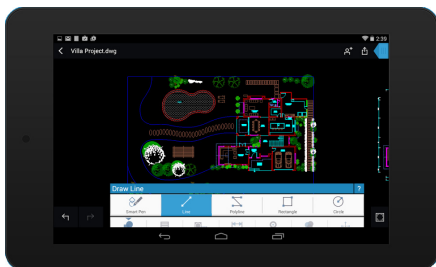 2:39
Villa Project.dwg
Draw Line ?
Smart Pen Line Polyline Rectangle Circle